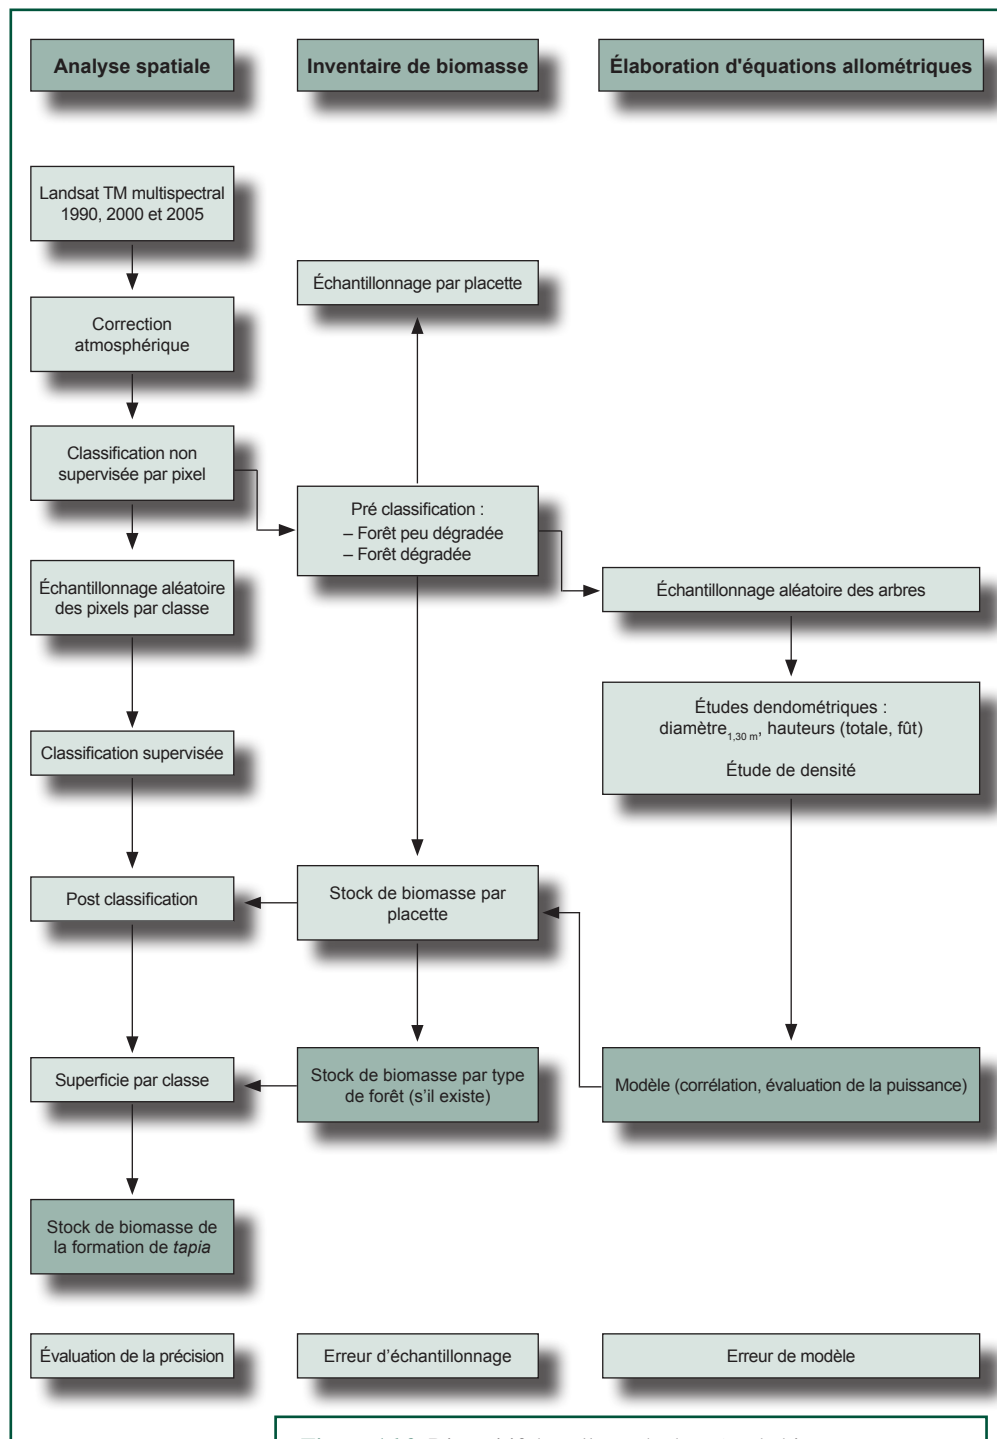 Analyse spatiale
Inventaire de biomasse
Élaboration d'équations allométriques
Landsat TM multispectral
1990, 2000 et 2005
Échantillonnage par placette
Correction
atmosphérique
Classification non
supervisée par pixel
Pré classification :
– Forêt peu dégradée
– Forêt dégradée
Échantillonnage aléatoire
des pixels par classe
Échantillonnage aléatoire des arbres
Études dendométriques :
diamètre1,30 m, hauteurs (totale, fût)
Étude de densité
Classification supervisée
Post classification
Stock de biomasse par
placette
Superficie par classe
Stock de biomasse par type
de forêt (s'il existe)
Modèle (corrélation, évaluation de la puissance)
Stock de biomasse de
la formation de tapia
Évaluation de la précision
Erreur d'échantillonnage
Erreur de modèle